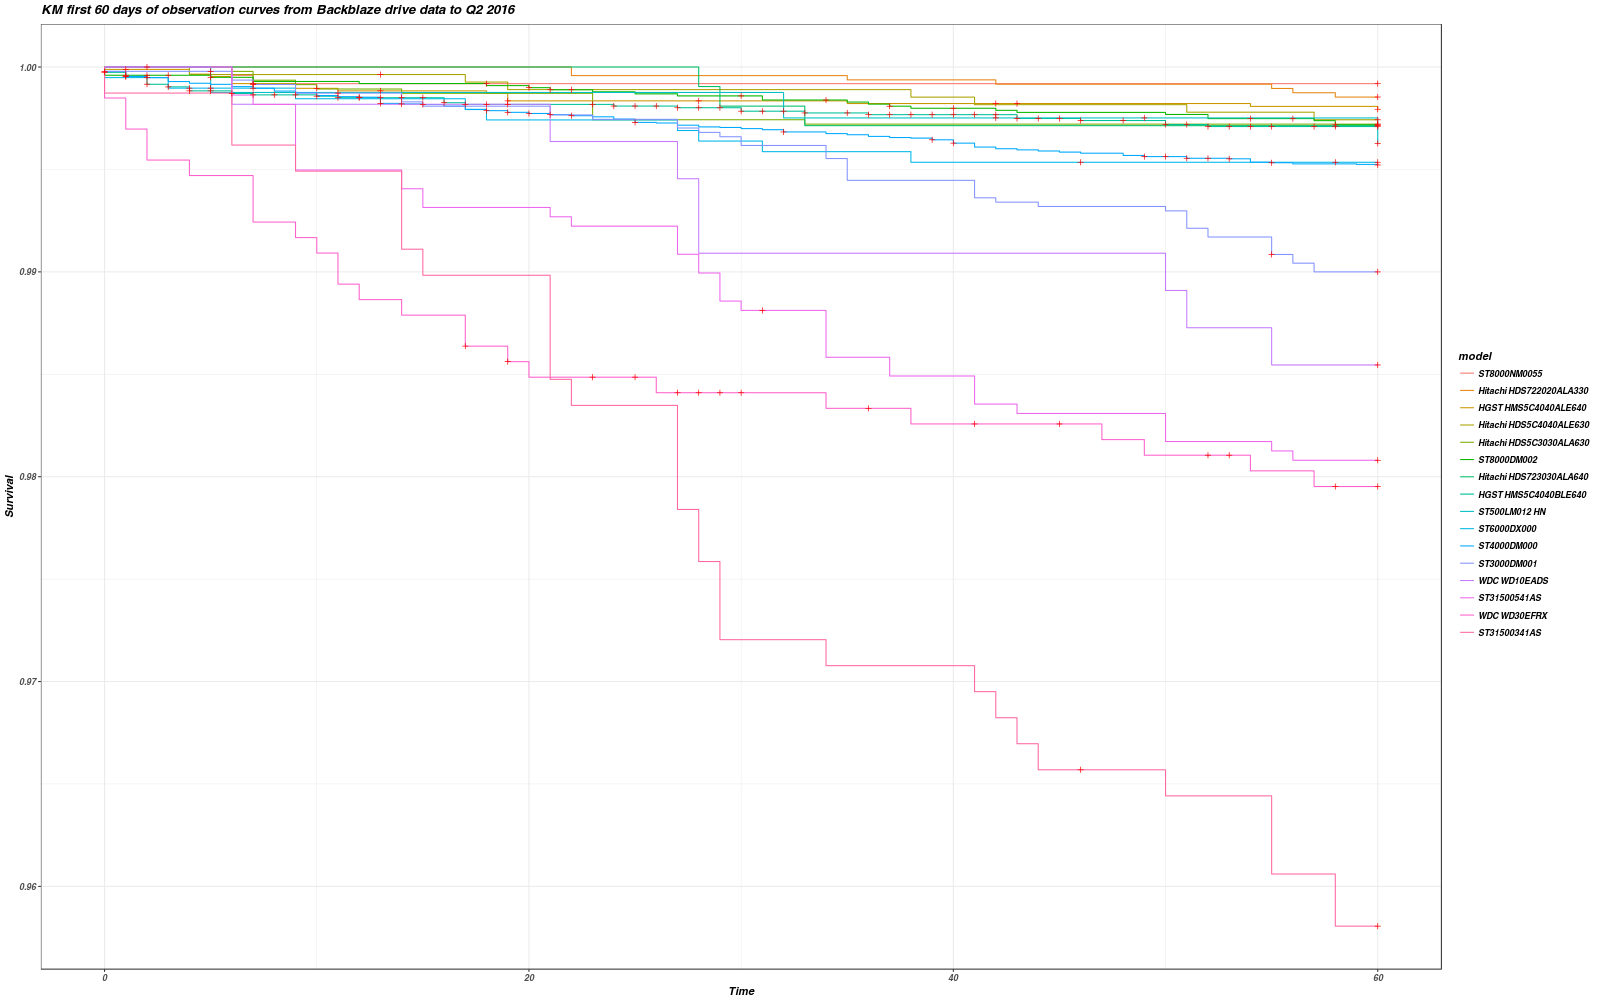 KM first 60 days of observation curves from Backblaze drive data to Q2 2016
1.00
0.99
0.98
0.97
0.96
Survival
0
20
40
60
Time
model
ST8000NM0055
Hitachi HDS722020ALA330
HGST HMS5C4040ALE640
Hitachi HDS5C4040ALE630
Hitachi HDS5C3030ALA630
ST8000DM002
Hitachi HDS723030ALA640
HGST HMS5C4040BLE640
ST500LM012 HN
ST6000DX000
ST4000DM000
ST3000DM001
WDC WD10EADS
ST31500541AS
WDC WD30EFRX
ST31500341AS